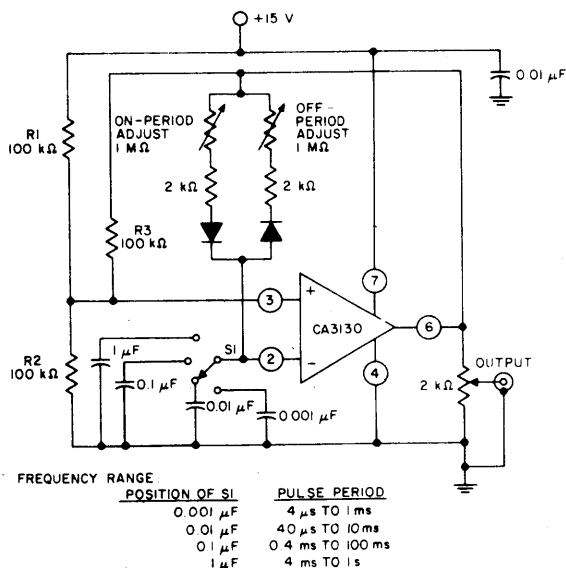 +15 V
0.01 µF
ON-PERIOD
ADJUST
1 MΩ
OFF-
PERIOD
ADJUST
1 MΩ
R1
100 kΩ
2 kΩ
2 kΩ
R3
100 kΩ
7
3
+
CA3130
6
R2
100 kΩ
1 µF
S1
2
-
4
OUTPUT
0.1 µF
2 kΩ
0.01 µF
0.001 µF
FREQUENCY RANGE:
POSITION OF S1 PULSE PERIOD
0.001 µF 4 µs TO 1 ms
0.01 µF 40 µs TO 10 ms
0.1 µF 0.4 ms TO 100 ms
1 µF 4 ms TO 1 s